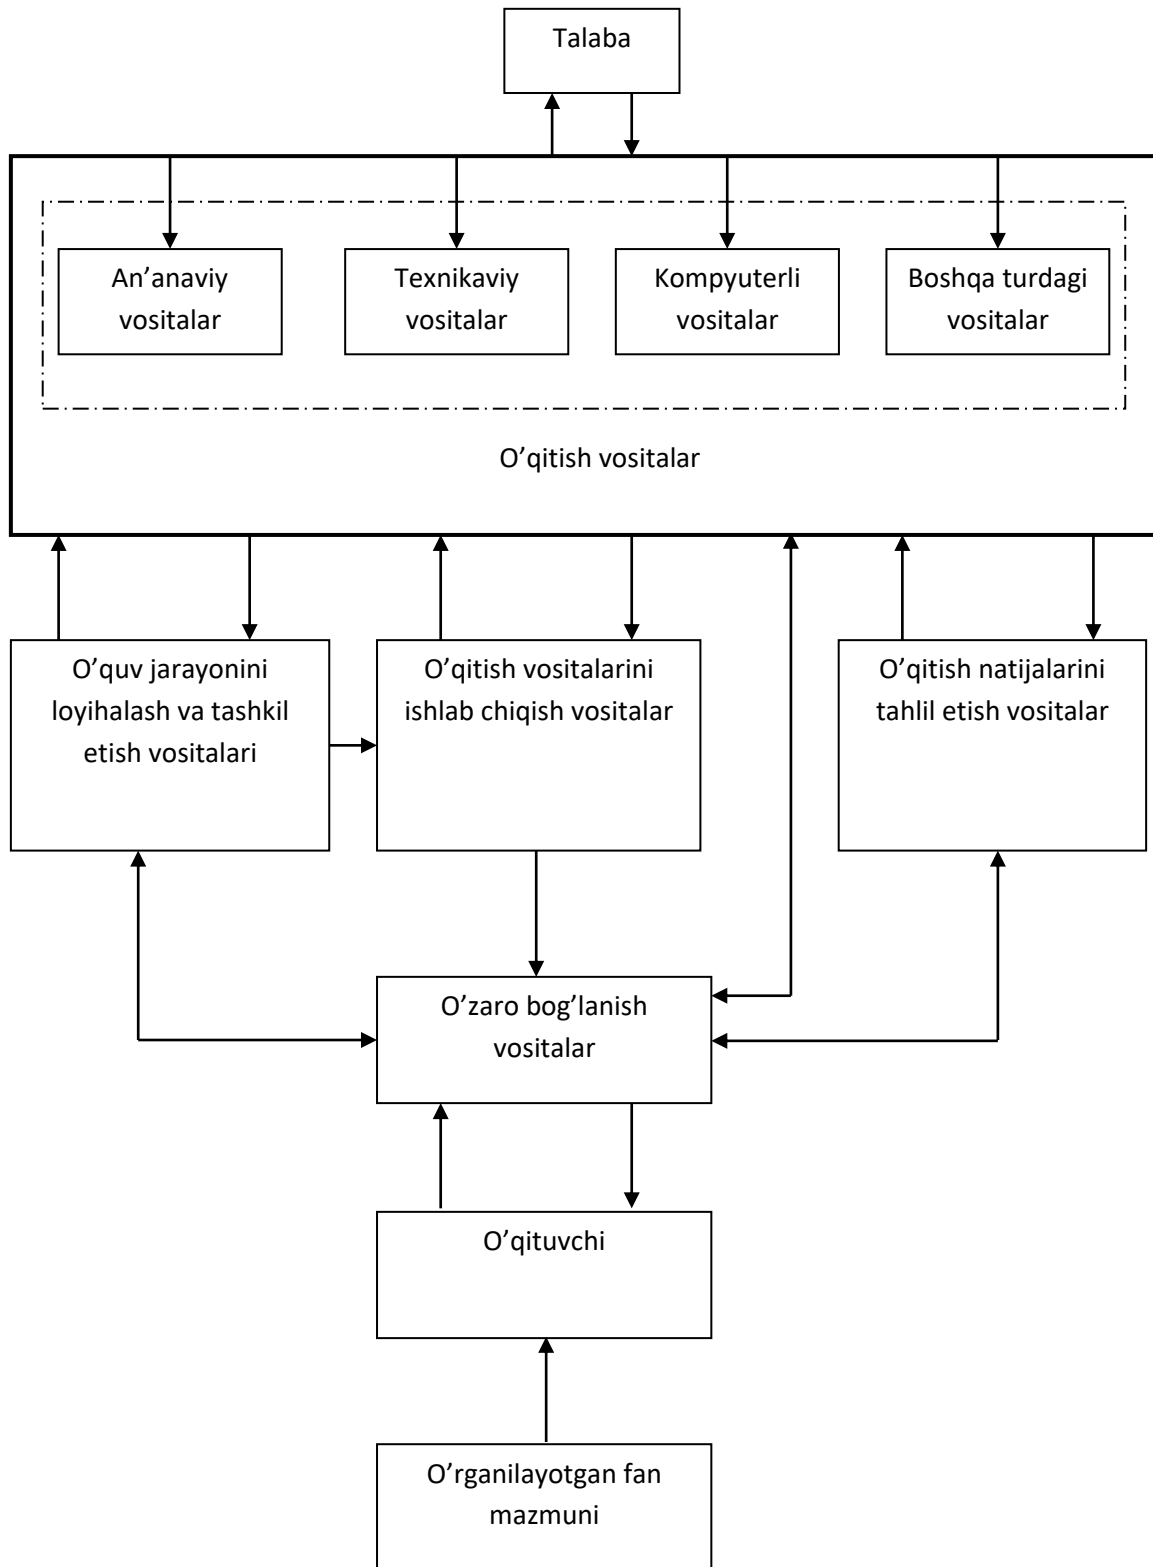 Talaba
An’anaviy
vositalar
Texnikaviy
vositalar
Kompyuterli
vositalar
Boshqa turdagi
vositalar
O’qitish vositalar
O’quv jarayonini
loyihalash va tashkil
etish vositalari
O’qitish vositalarini
ishlab chiqish vositalar
O’qitish natijalarini
tahlil etish vositalar
O’zaro bog’lanish
vositalar
O’qituvchi
O’rganilayotgan fan
mazmuni